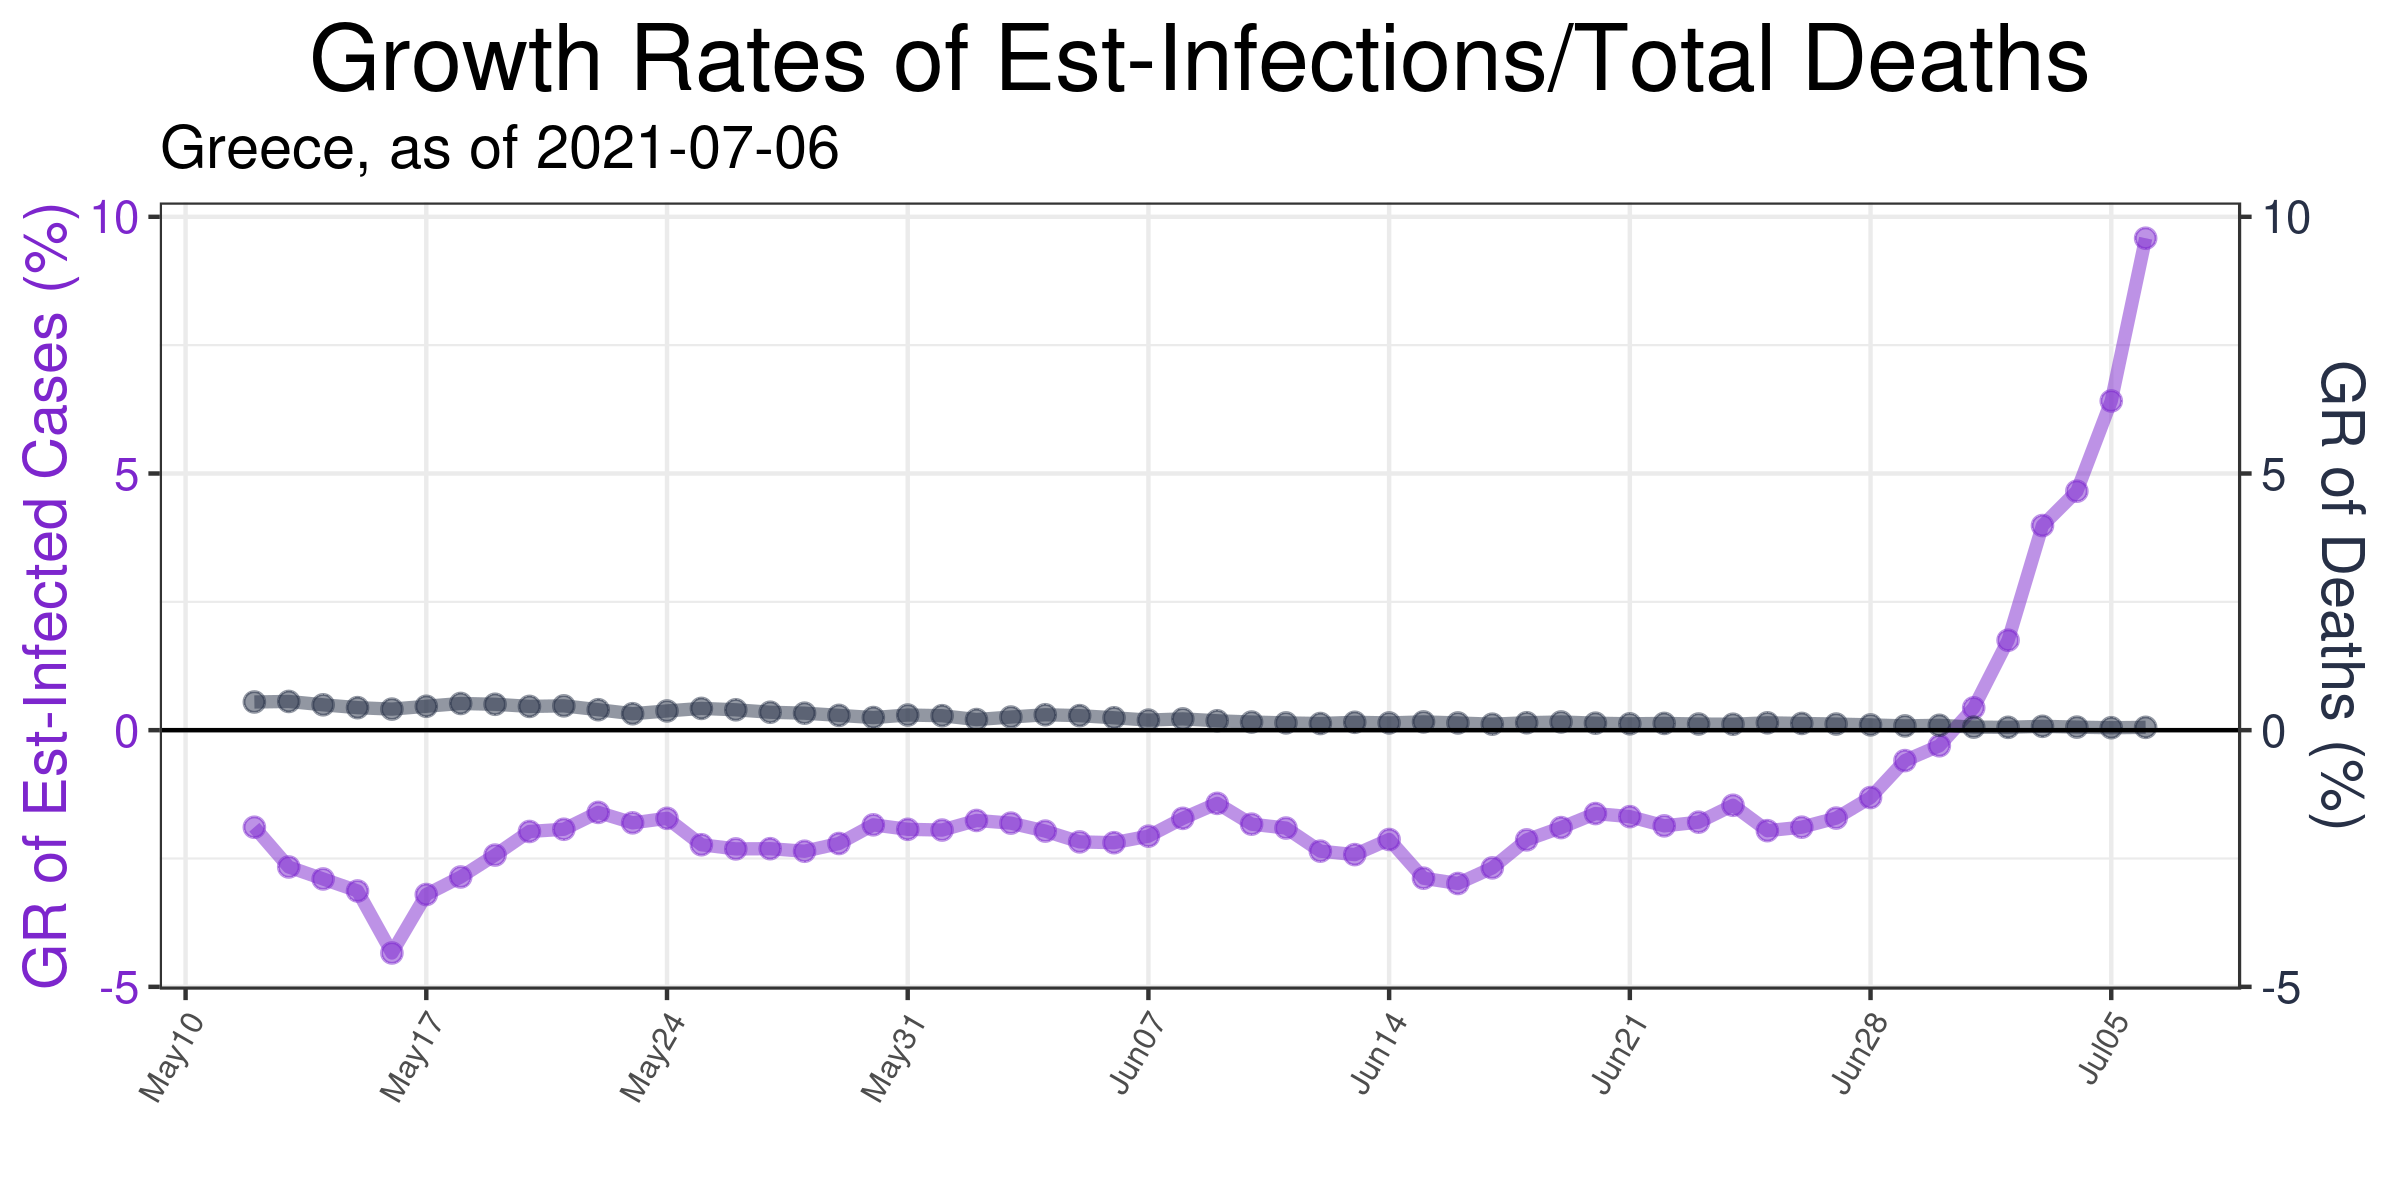 Growth Rates of Est-Infections/Total Deaths
Greece, as of 2021-07-06
GR of Est-Infected Cases (%)
10
5
0
-5
10
5
0
-5
GR of Deaths (%)
May10
May17
May24
May31
Jun07
Jun14
Jun21
Jun28
Jul05